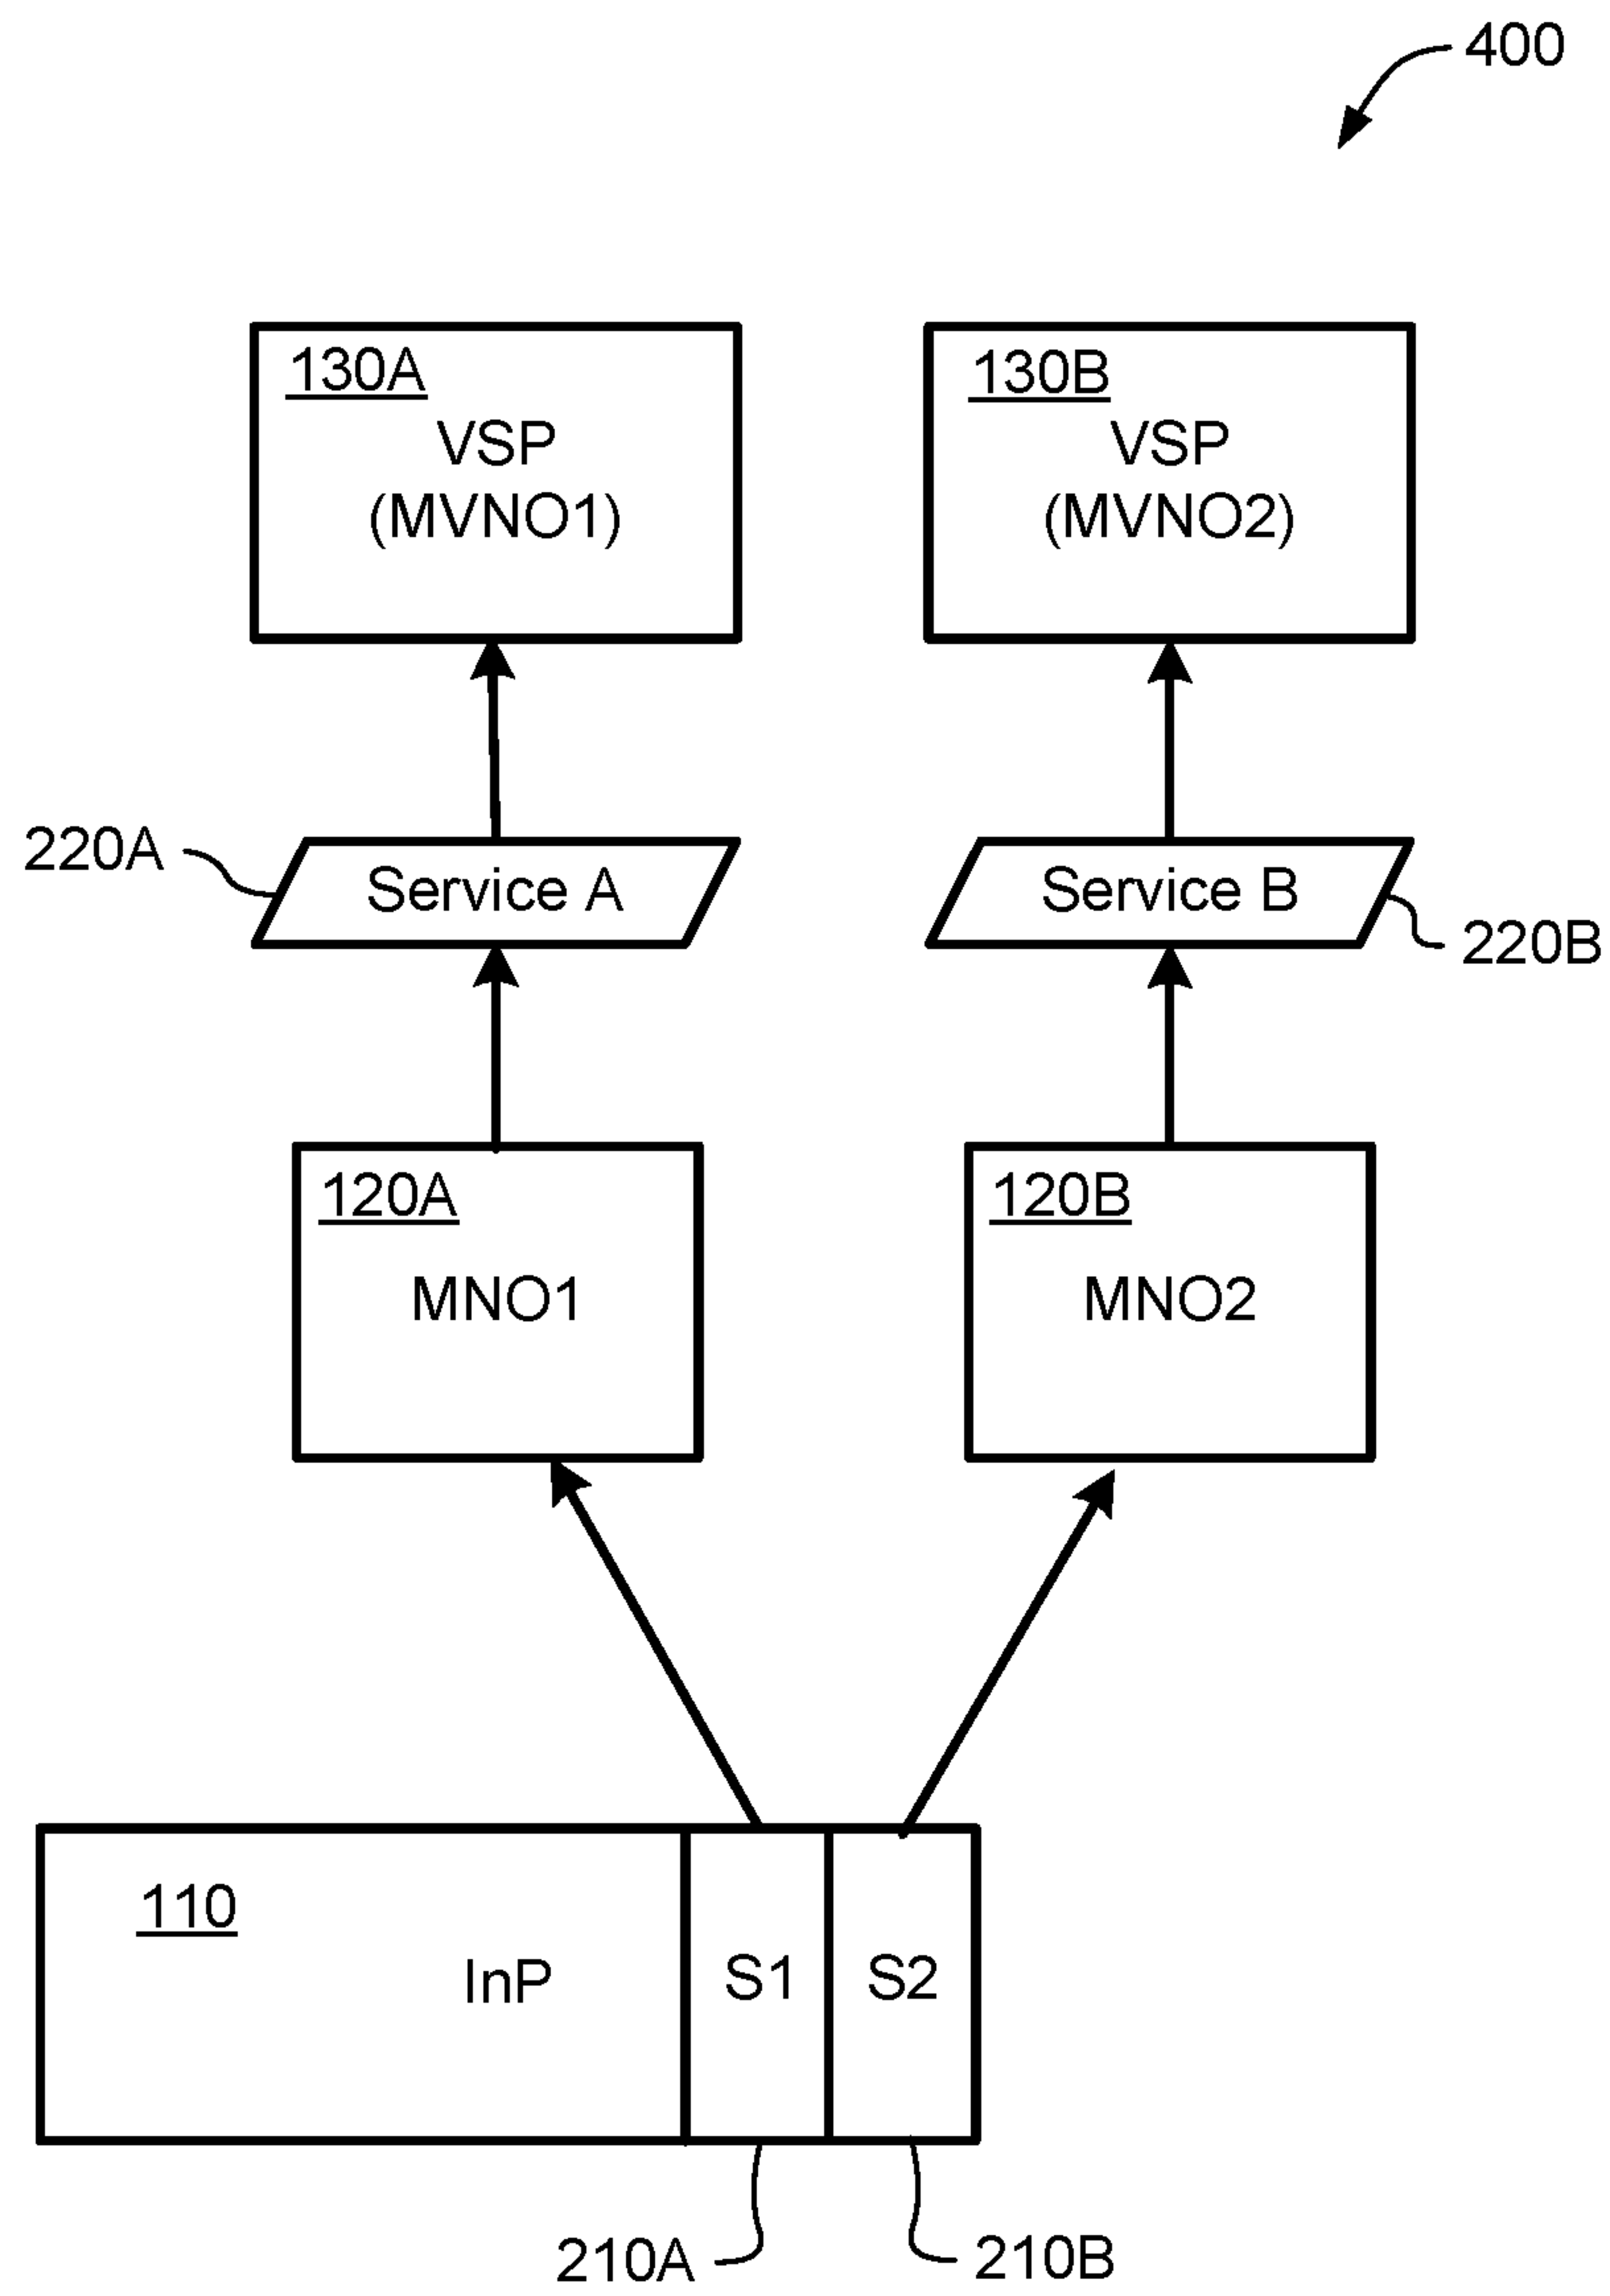 400
130A
VSP
(MVNO1)
130B
VSP
(MVNO2)
220A
Service A
Service B
220B
120A
MNO1
120B
MNO2
110
InP
S1
S2
210A
210B